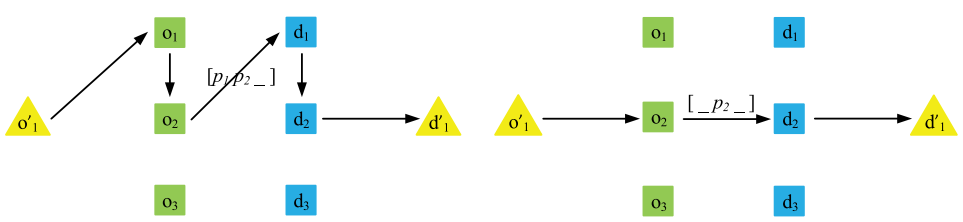 o₁ d₁ o₁ d₁
[p₁ p₂ _ ] [ _ p₂ _ ]
o′₁ o₂ d₂ d′₁ o′₁ o₂ d₂ d′₁
o₃ d₃ o₃ d₃